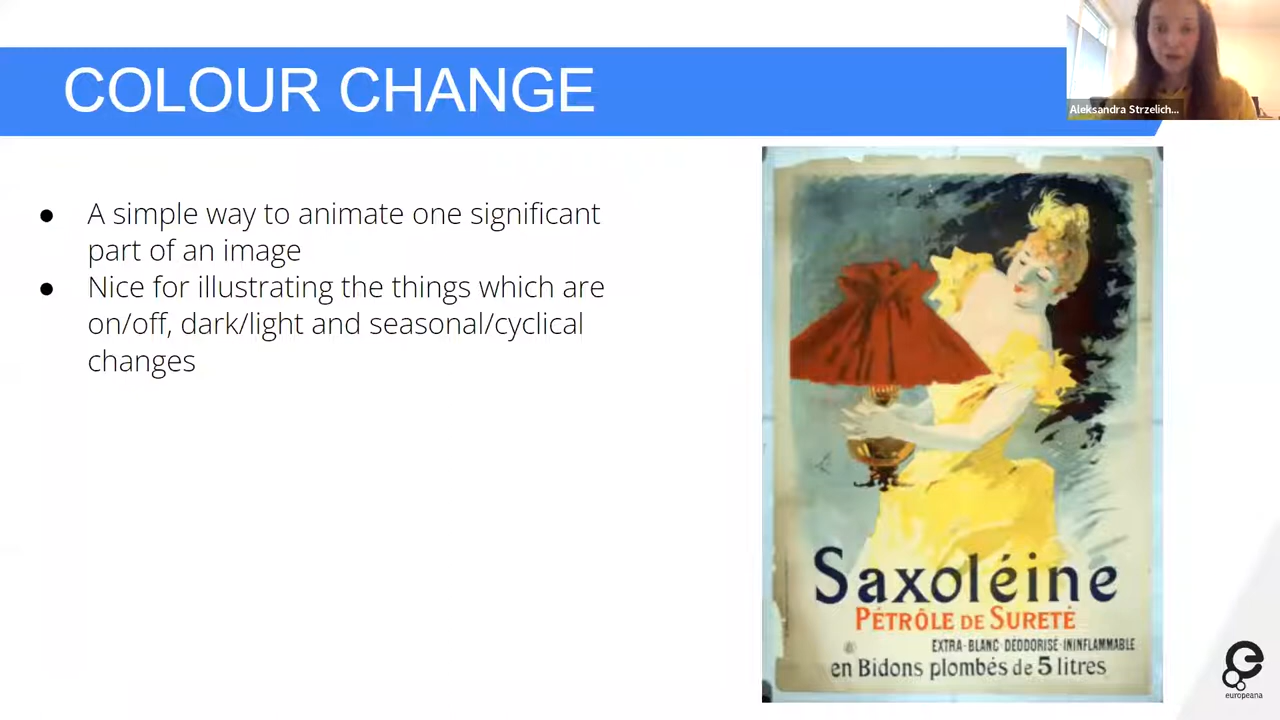 COLOUR CHANGE
Aleksandra Strzelich...
● A simple way to animate one significant
part of an image
● Nice for illustrating the things which are
on/off, dark/light and seasonal/cyclical
changes
Saxoléine
PÉTRÔLE DE SURETÉ
EXTRA-BLANC-DÉODORISÉ-ININFLAMMABLE
en Bidons plombés de 5 litres
europeana